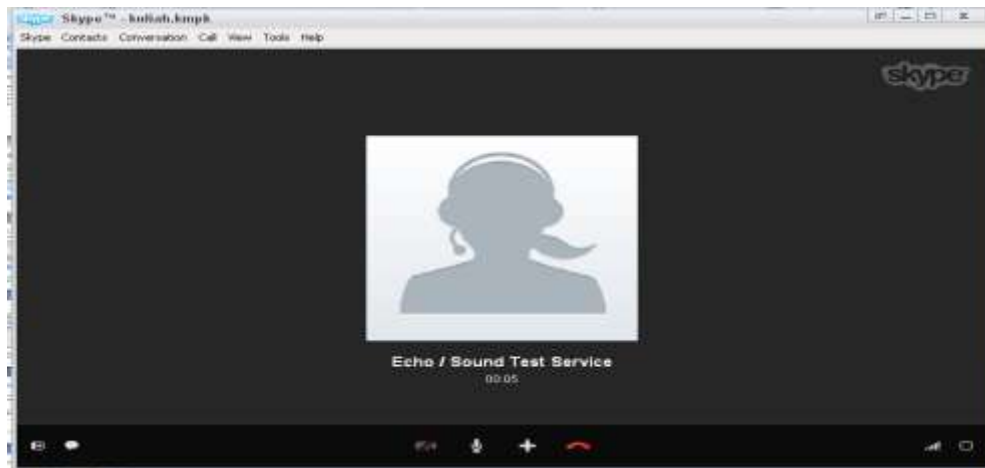 Skype™ - kuliah.kmpk
Skype Contacts Conversation Call View Tools Help
skype
Echo / Sound Test Service
00:05